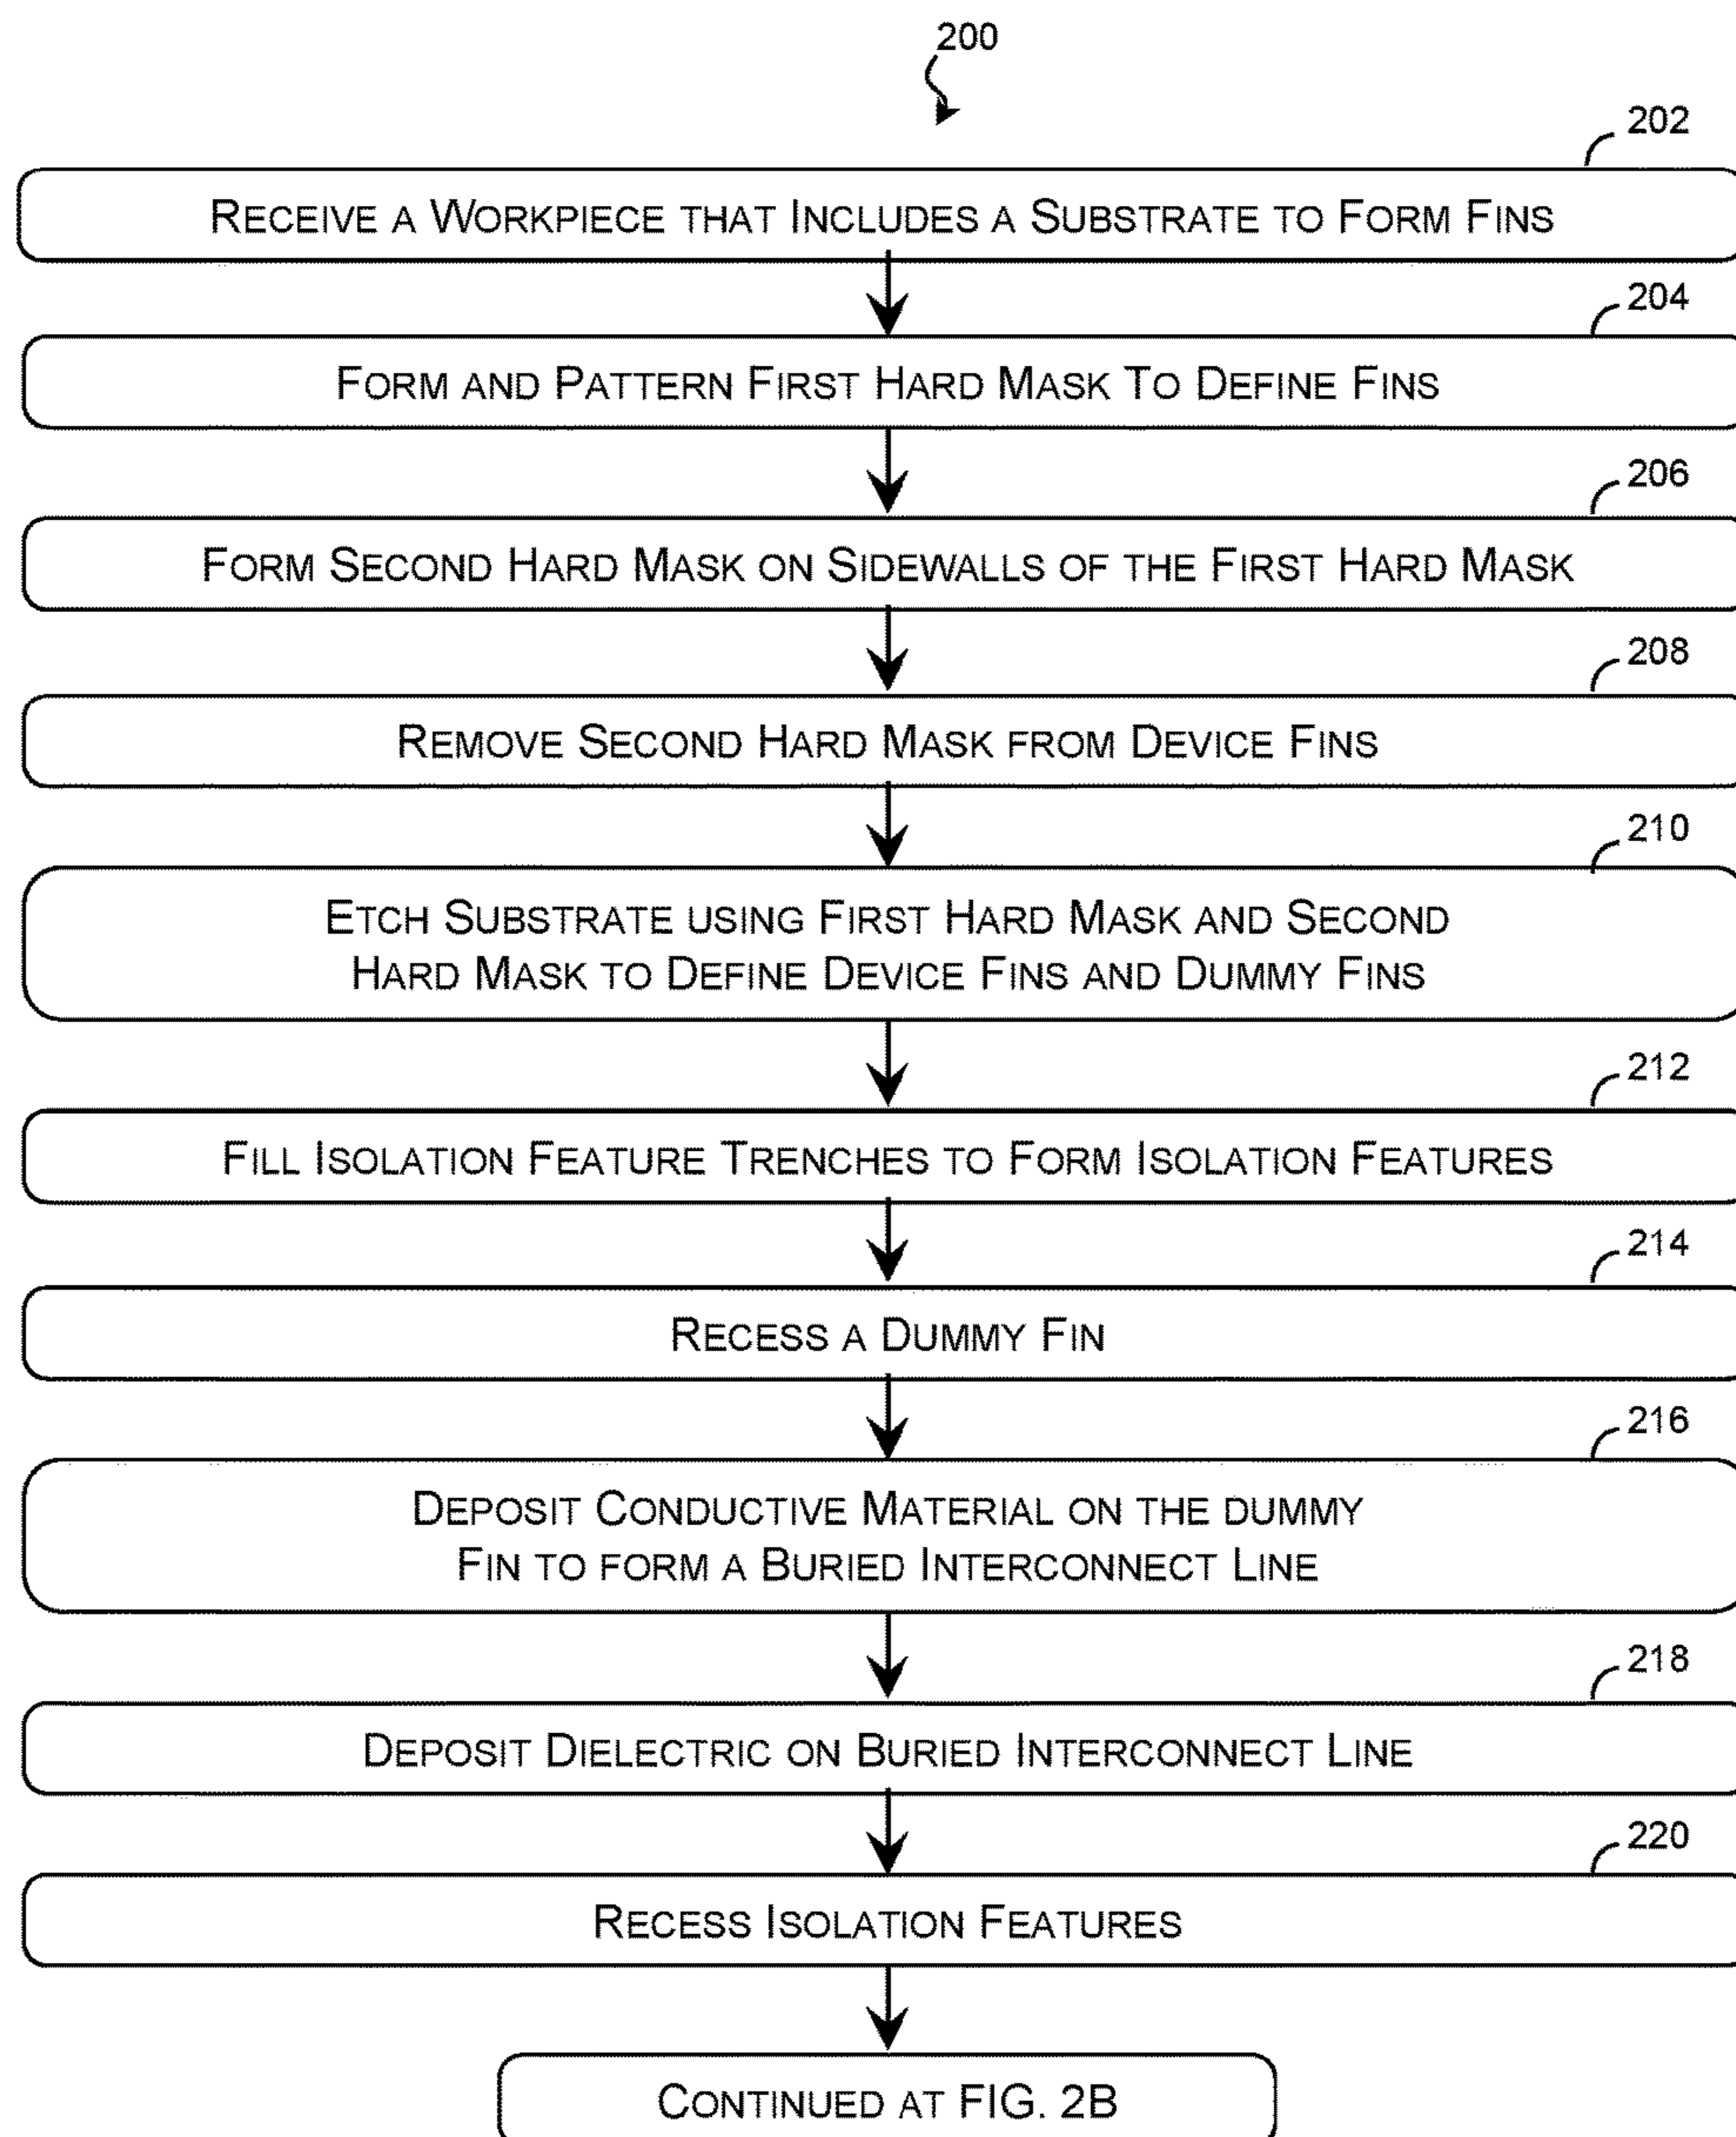 200
202
RECEIVE A WORKPIECE THAT INCLUDES A SUBSTRATE TO FORM FINS
204
FORM AND PATTERN FIRST HARD MASK TO DEFINE FINS
206
FORM SECOND HARD MASK ON SIDEWALLS OF THE FIRST HARD MASK
208
REMOVE SECOND HARD MASK FROM DEVICE FINS
210
ETCH SUBSTRATE USING FIRST HARD MASK AND SECOND
HARD MASK TO DEFINE DEVICE FINS AND DUMMY FINS
212
FILL ISOLATION FEATURE TRENCHES TO FORM ISOLATION FEATURES
214
RECESS A DUMMY FIN
216
DEPOSIT CONDUCTIVE MATERIAL ON THE DUMMY
FIN TO FORM A BURIED INTERCONNECT LINE
218
DEPOSIT DIELECTRIC ON BURIED INTERCONNECT LINE
220
RECESS ISOLATION FEATURES
CONTINUED AT FIG. 2B